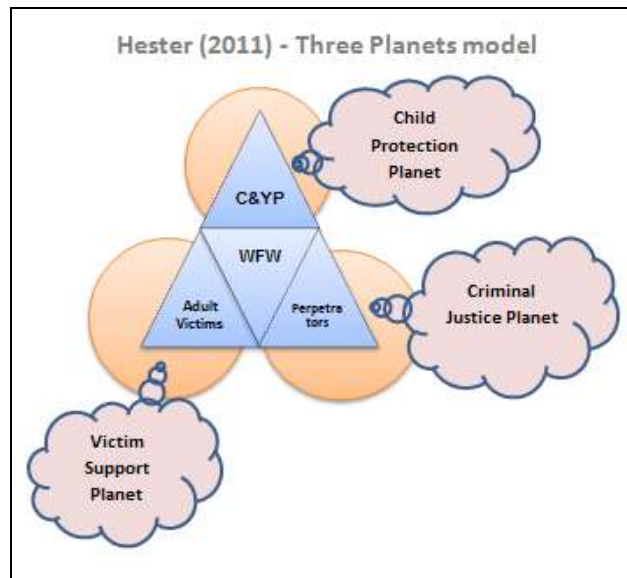 Hester (2011) - Three Planets model
Child
Protection
Planet
C&YP
WFW
Adult
Victims
Perpetra
tors
Criminal
Justice Planet
Victim
Support
Planet